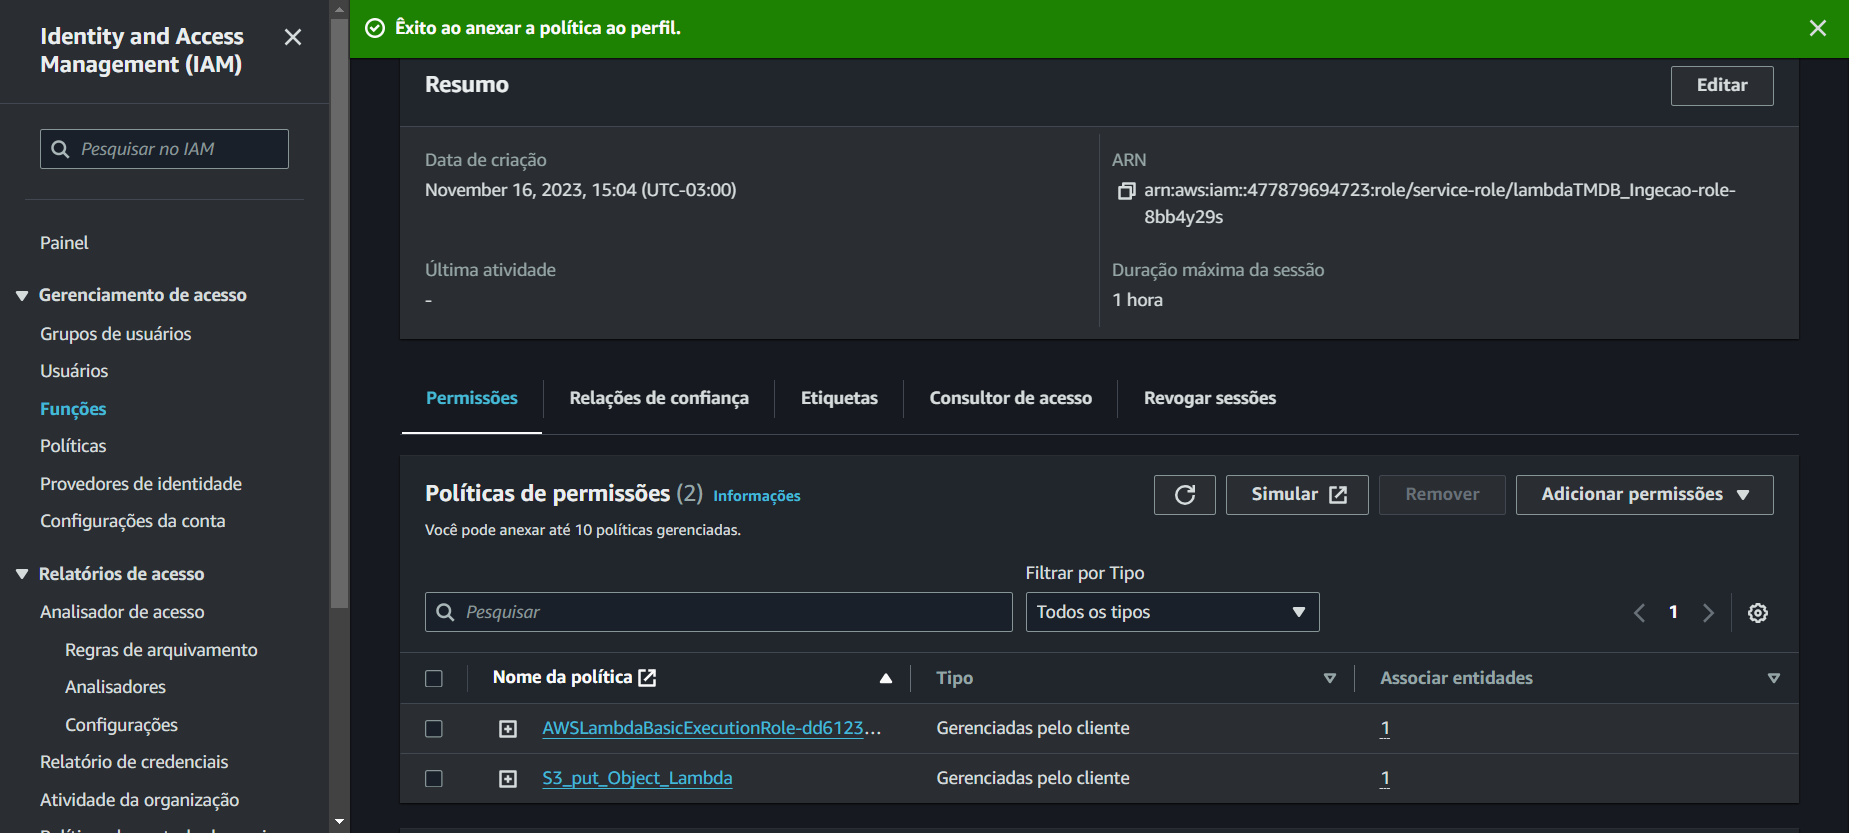 Identity and Access
Management (IAM)
Pesquisar no IAM
Painel
Gerenciamento de acesso
Grupos de usuários
Usuários
Funções
Políticas
Provedores de identidade
Configurações da conta
Relatórios de acesso
Analisador de acesso
Regras de arquivamento
Analisadores
Configurações
Relatório de credenciais
Atividade da organização
Êxito ao anexar a política ao perfil.
Resumo
Editar
Data de criação
November 16, 2023, 15:04 (UTC-03:00)
ARN
arn:aws:iam::477879694723:role/service-role/lambdaTMDB_Ingecao-role-
8bb4y29s
Última atividade
-
Duração máxima da sessão
1 hora
Permissões
Relações de confiança
Etiquetas
Consultor de acesso
Revogar sessões
Políticas de permissões (2) Informações
Você pode anexar até 10 políticas gerenciadas.
Simular
Remover
Adicionar permissões
Filtrar por Tipo
Pesquisar
Todos os tipos
1
Nome da política
Tipo
Associar entidades
AWSLambdaBasicExecutionRole-dd6123...
Gerenciadas pelo cliente
1
S3_put_Object_Lambda
Gerenciadas pelo cliente
1